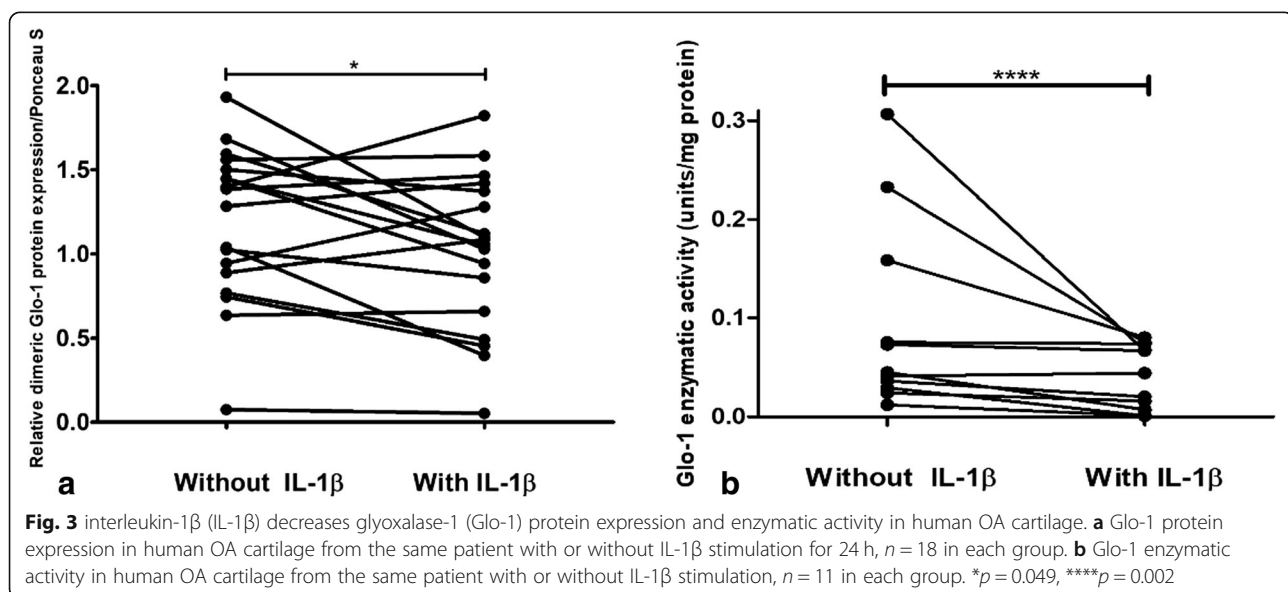 *
Relative dimeric Glo-1 protein expression/Ponceau S
2.0
1.5
1.0
0.5
0.0
Without IL-1β
With IL-1β
a
****
Glo-1 enzymatic activity (units/mg protein)
0.3
0.2
0.1
0.0
Without IL-1β
With IL-1β
b
Fig. 3 interleukin-1β (IL-1β) decreases glyoxalase-1 (Glo-1) protein expression and enzymatic activity in human OA cartilage. a Glo-1 protein
expression in human OA cartilage from the same patient with or without IL-1β stimulation for 24 h, n = 18 in each group. b Glo-1 enzymatic
activity in human OA cartilage from the same patient with or without IL-1β stimulation, n = 11 in each group. *p = 0.049, ****p = 0.002